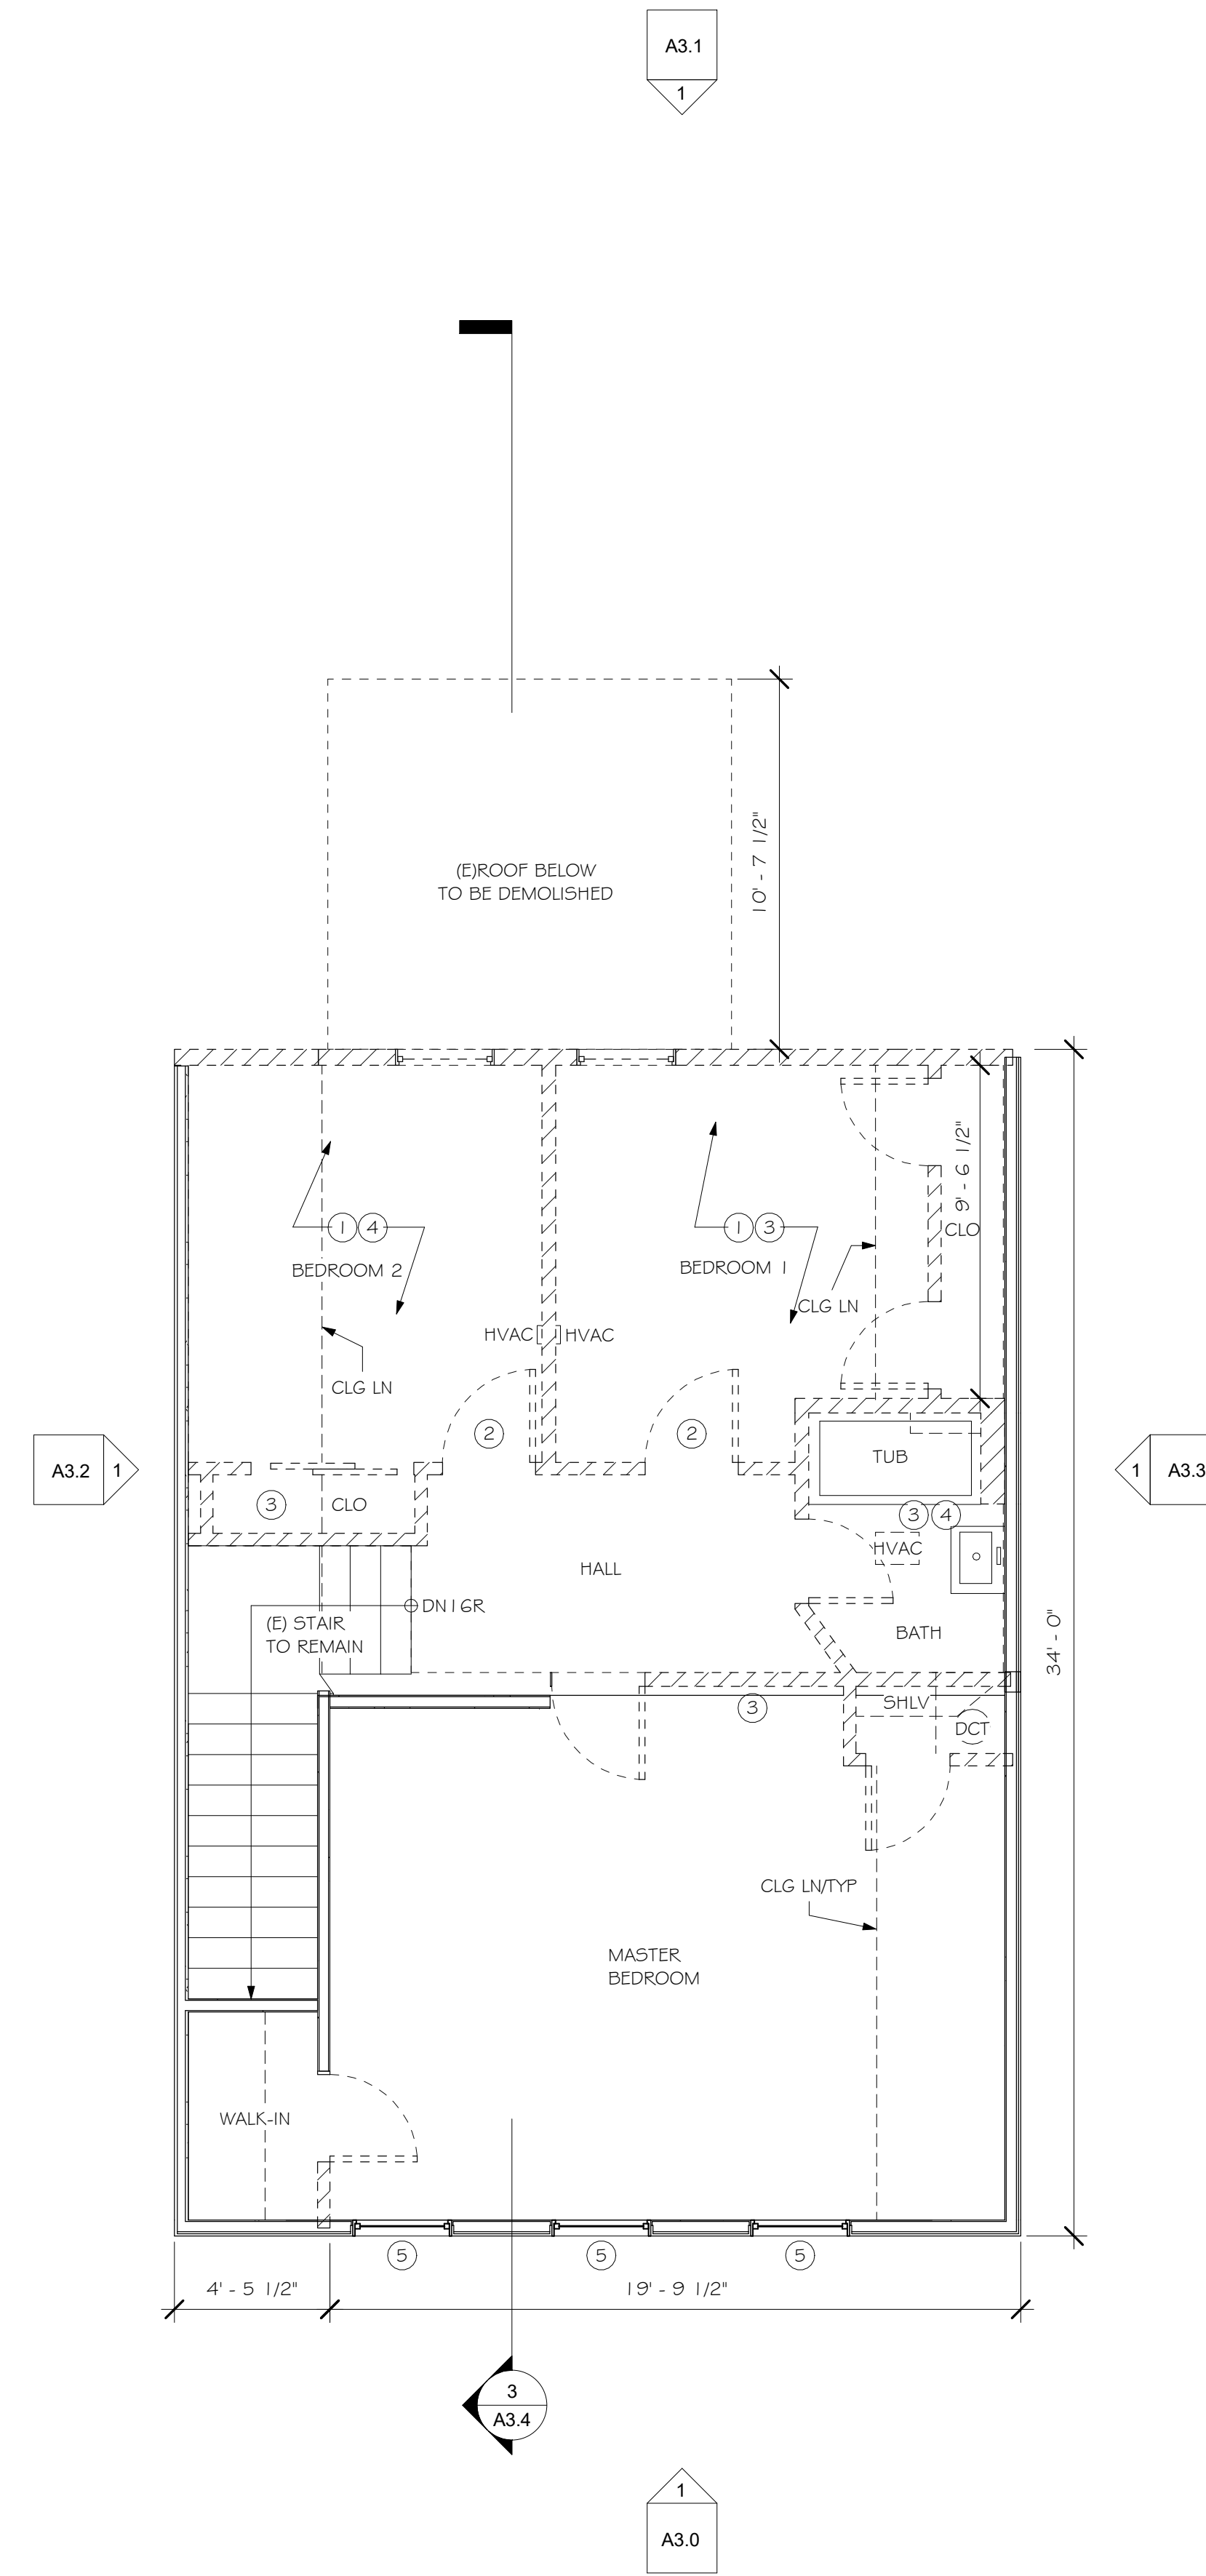 A3.1
1
10' - 7 1/2"
(E)ROOF BELOW
TO BE DEMOLISHED
9' - 6 1/2"
1 4
1 3
CLO
BEDROOM 2
BEDROOM 1
CLG LN
HVAC
HVAC
CLG LN
2
2
TUB
A3.2 1
1 A3.3
3
CLO
3 4
HVAC
HALL
DN16R
(E) STAIR
TO REMAIN
BATH
34' - 0"
SHLV
3
DCT
CLG LN/TYP
MASTER
BEDROOM
WALK-IN
5
5
5
4' - 5 1/2"
19' - 9 1/2"
3
A3.4
1
A3.0